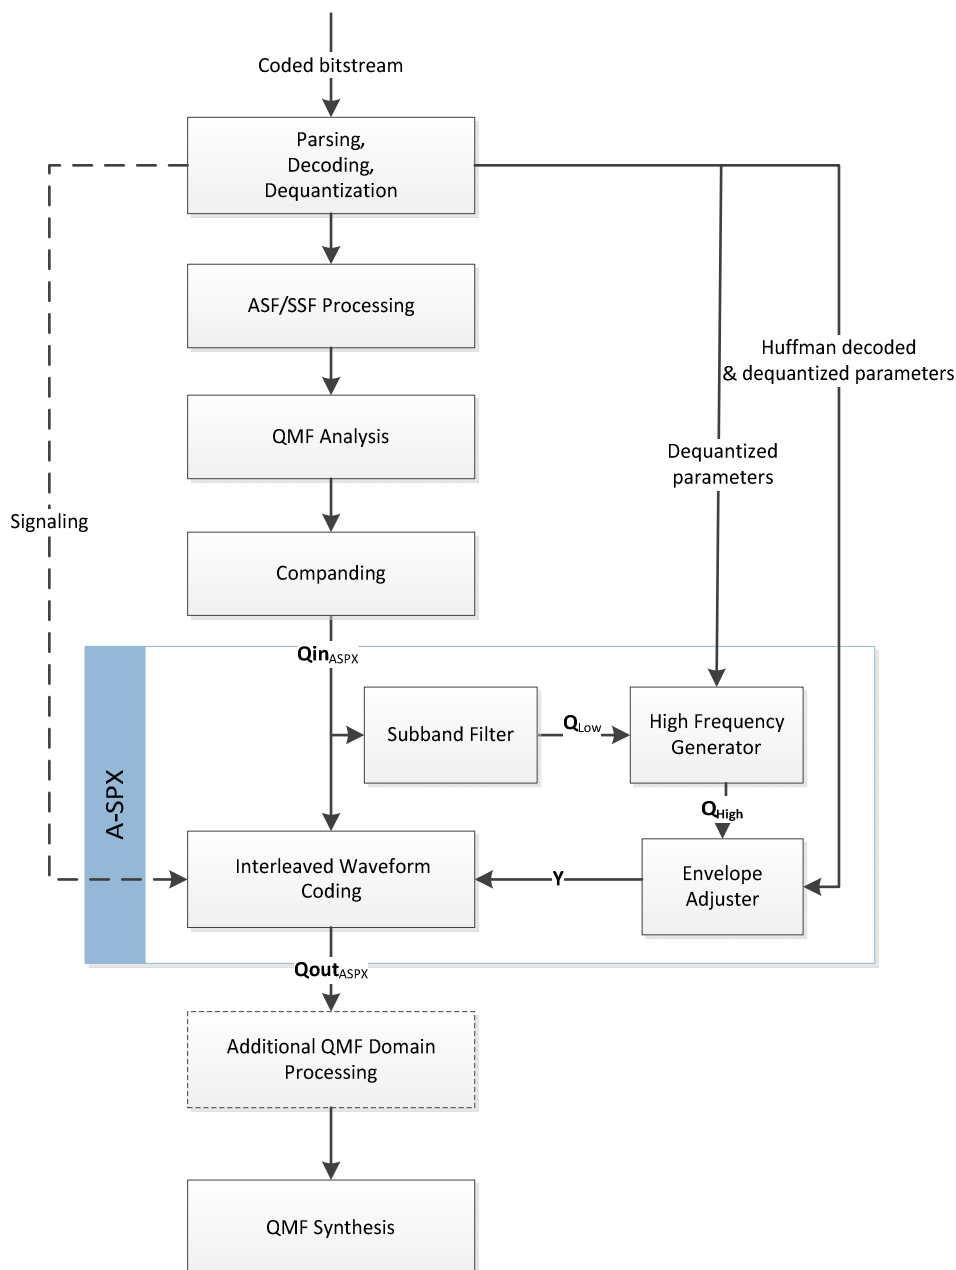 Coded bitstream
Parsing,
Decoding,
Dequantization
ASF/SSF Processing
Huffman decoded
& dequantized parameters
QMF Analysis
Dequantized
parameters
Signaling
Companding
QinASPX
Subband Filter
QLow
High Frequency
Generator
A-SPX
QHigh
Interleaved Waveform
Coding
Y
Envelope
Adjuster
QoutASPX
Additional QMF Domain
Processing
QMF Synthesis